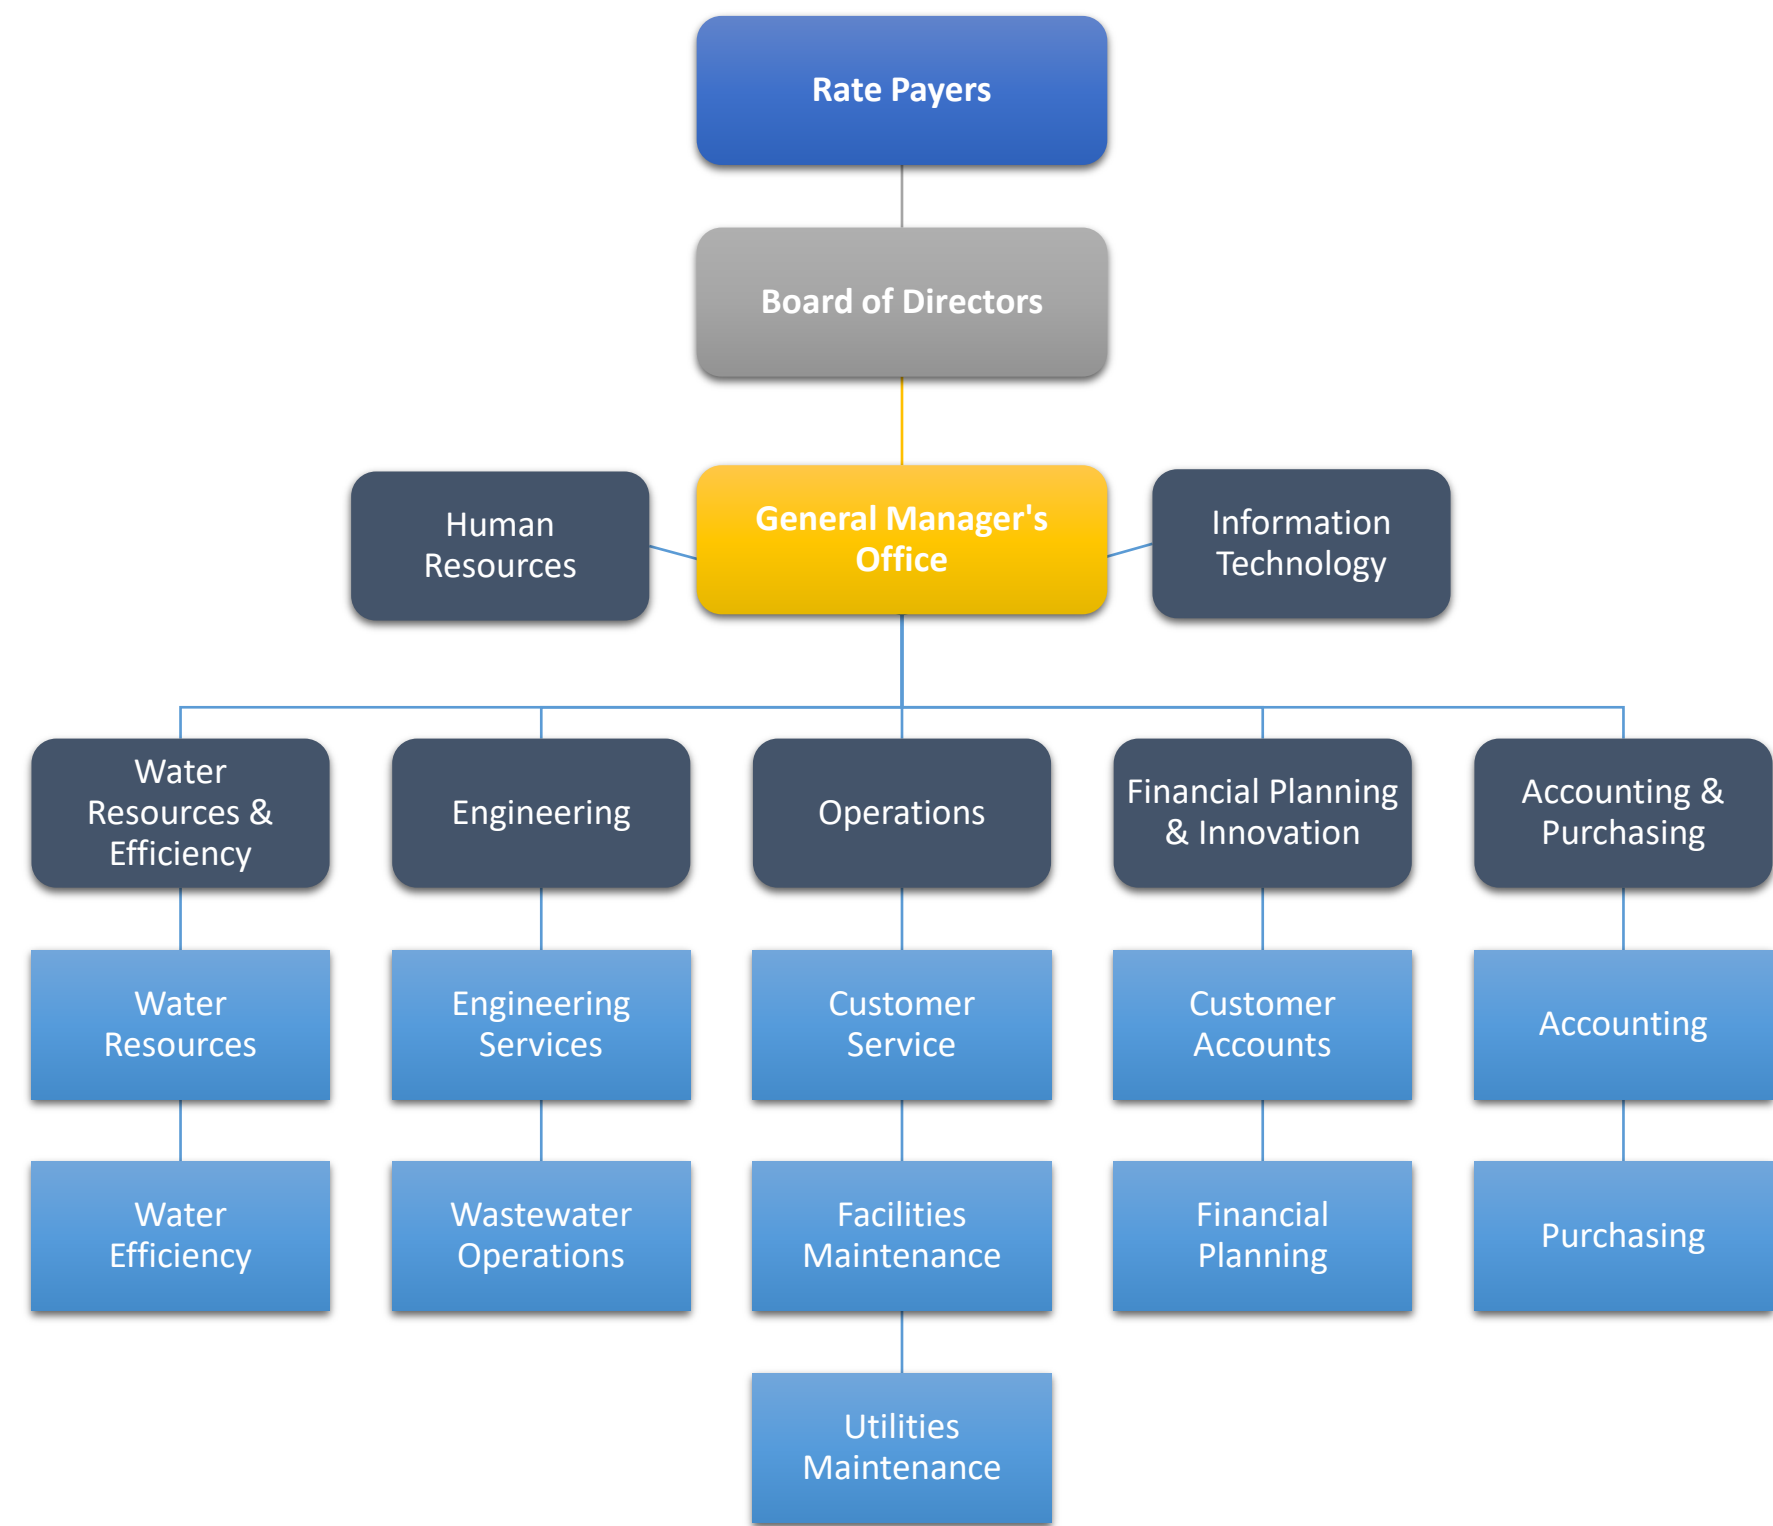 Rate Payers
Board of Directors
Human
Resources
General Manager's
Office
Information
Technology
Water
Resources &
Efficiency
Engineering
Operations
Financial Planning
& Innovation
Accounting &
Purchasing
Water
Resources
Engineering
Services
Customer
Service
Customer
Accounts
Accounting
Water
Efficiency
Wastewater
Operations
Facilities
Maintenance
Financial
Planning
Purchasing
Utilities
Maintenance